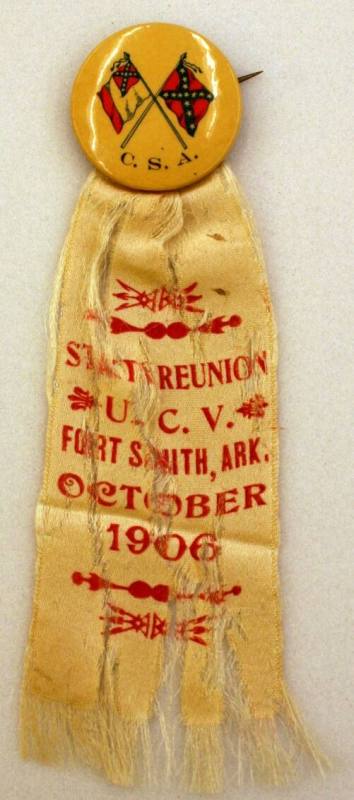 C. S. A.
STATE REUNION
U. C. V.
FORT SMITH, ARK.
OCTOBER
1906